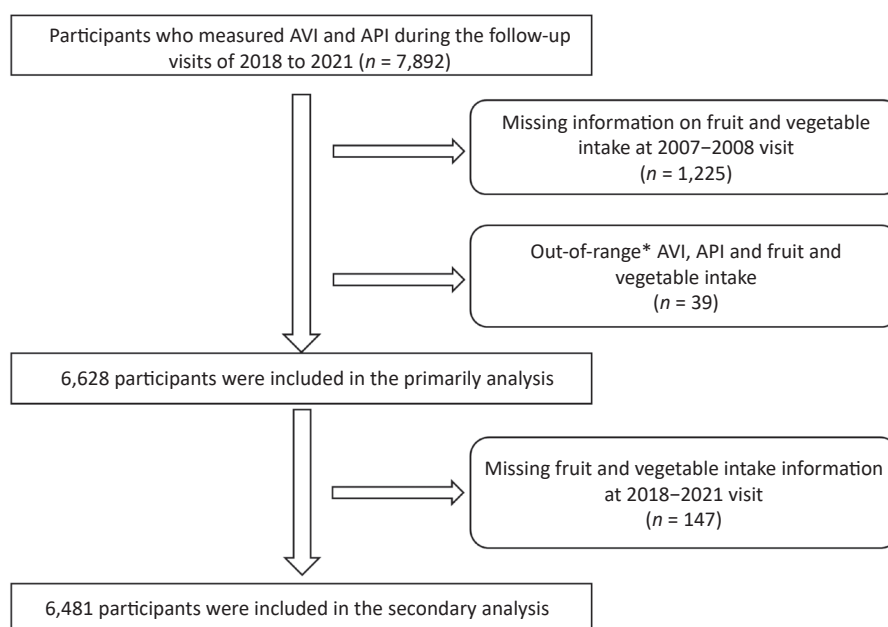 Participants who measured AVI and API during the follow-up
visits of 2018 to 2021 (n = 7,892)
Missing information on fruit and vegetable
intake at 2007−2008 visit
(n = 1,225)
Out-of-range* AVI, API and fruit and
vegetable intake
(n = 39)
6,628 participants were included in the primarily analysis
Missing fruit and vegetable intake information
at 2018−2021 visit
(n = 147)
6,481 participants were included in the secondary analysis